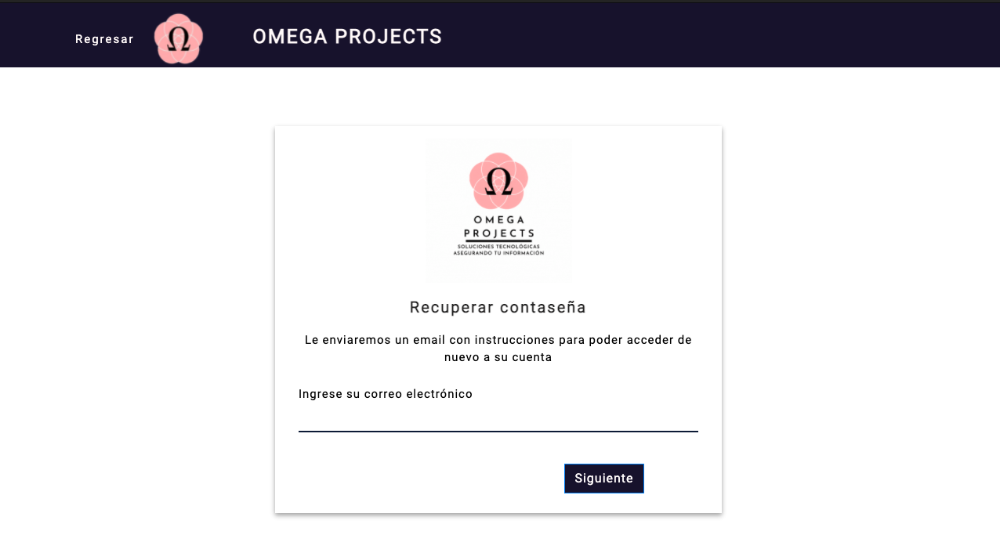 Regresar
Ω
OMEGA PROJECTS
Ω
OMEGA
PROJECTS
SOLUCIONES TECNOLÓGICAS
ASEGURANDO TU INFORMACIÓN
Recuperar contaseña
Le enviaremos un email con instrucciones para poder acceder de
nuevo a su cuenta
Ingrese su correo electrónico
Siguiente